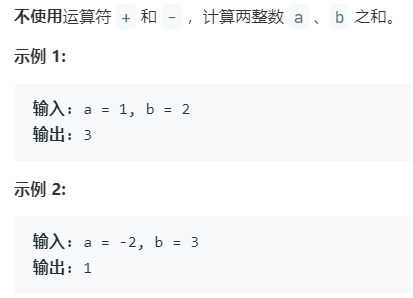 不使用运算符 + 和 - ，计算两整数 a 、b 之和。
示例 1:
输入：a = 1, b = 2
输出：3
示例 2:
输入：a = -2, b = 3
输出：1